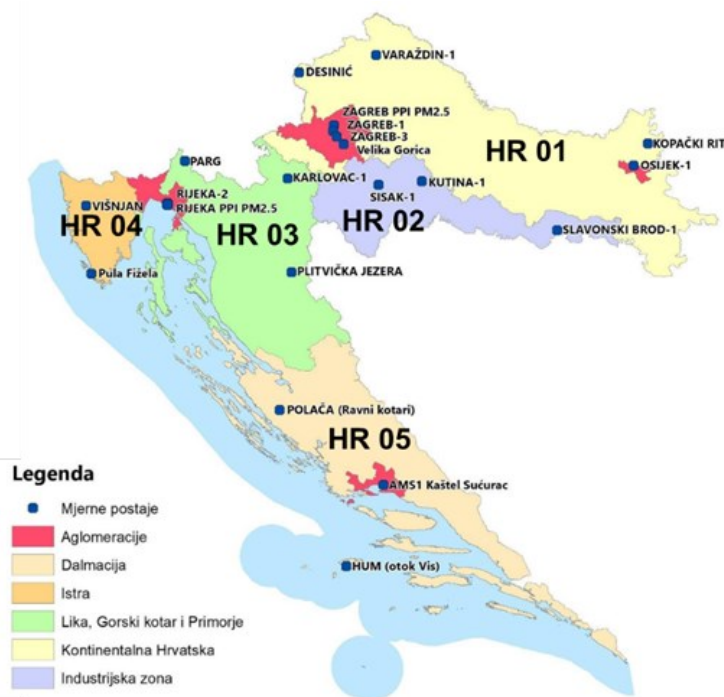 VARAŽDIN-1
DESINIĆ
ZAGREB PPI PM2.5
ZAGREB-1
ZAGREB-3
Velika Gorica
HR 01
KOPAČKI RIT
OSIJEK-1
PARG
KARLOVAC-1
KUTINA-1
SISAK-1
RIJEKA-2
VIŠNJAN
RIJEKA PPI PM2.5
HR 04
HR 03
HR 02
SLAVONSKI BROD-1
Pula Fižela
PLITVIČKA JEZERA
POLAČA (Ravni kotari)
HR 05
AMS1 Kaštel Sućurac
HUM (otok Vis)
Legenda
Mjerne postaje
Aglomeracije
Dalmacija
Istra
Lika, Gorski kotar i Primorje
Kontinentalna Hrvatska
Industrijska zona